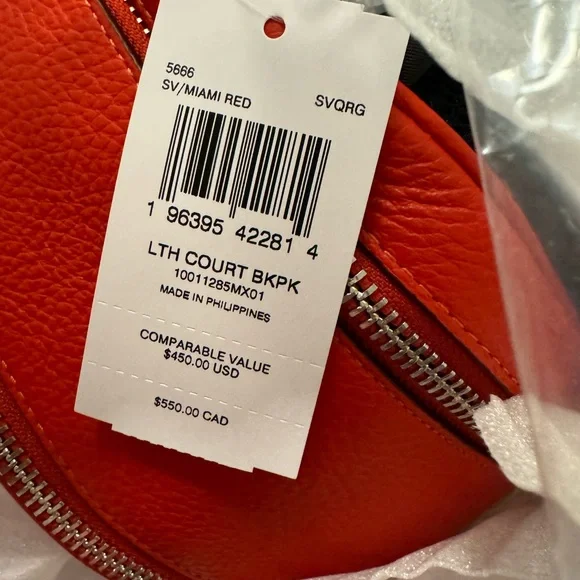 5666
SV/MIAMI RED SVQRG
1 96395 42281 4
LTH COURT BKPK
10011285MX01
MADE IN PHILIPPINES
COMPARABLE VALUE
$450.00 USD
$550.00 CAD